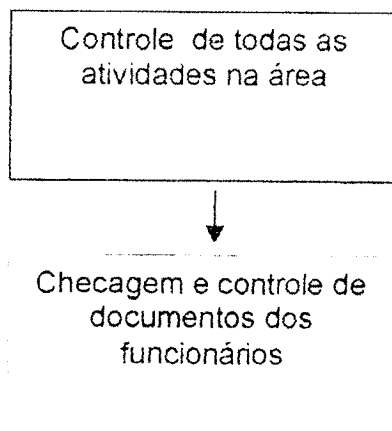 Controle de todas as
atividades na área
Checagem e controle de
documentos dos
funcionários